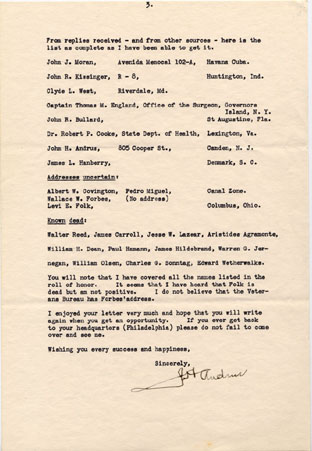 3.
From replies received - and from other sources - here is the
list as complete as I have been able to get it.
John J. Moran, Avenida Menocal 102-A, Havana Cuba.
John R. Kissinger, R - 5, Huntington, Ind.
Clyde L. West, Riverdale, Md.
Captain Thomas M. England, Office of the Surgeon, Governors
Island, N. Y.
John R. Bullard, St Augustine, Fla.
Dr. Robert P. Cooke, State Dept. of Health, Lexington, Va.
John H. Andrus, 805 Cooper St., Camden, N. J.
James L. Hanberry, Denmark, S. C.
Addresses uncertain:
Albert W. Covington, Pedro Miguel, Canal Zone.
Wallace W. Forbes, (No address)
Levi E. Folk, Columbus, Ohio.
Known dead:
Walter Reed, James Carroll, Jesse W. Lazear, Aristides Agramonte,
William H. Dean, Paul Hamann, James Hildebrand, Warren G. Jer-
negan, William Olsen, Charles G. Sonntag, Edward Wetherwalks.
You will note that I have covered all the names listed in the
roll of honor. It seems that I have heard that Folk is
dead but am not positive. I do not believe that the Veter-
ans Bureau has Forbes'address.
I enjoyed your letter very much and hope that you will write
again when you get an opportunity. If you ever get back
to your headquarters (Philadelphia) please do not fail to come
over and see me.
Wishing you every success and happiness,
Sincerely,
J H Andrus